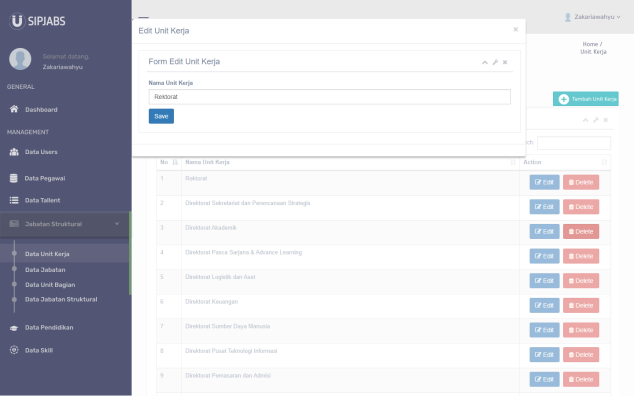 SIPJABS
Zakariawahyu
Selamat datang,
Zakariawahyu
GENERAL
Dashboard
MANAGEMENT
Data Users
Data Pegawai
Data Tallent
Jabatan Struktural
Data Unit Kerja
Data Jabatan
Data Unit Bagian
Data Jabatan Struktural
Data Pendidikan
Data Skill
Edit Unit Kerja
×
Form Edit Unit Kerja
Nama Unit Kerja
Rektorat
Save
Home /
Unit Kerja
Tambah Unit Kerja
No Nama Unit Kerja Action
1 Rektorat Edit Delete
2 Direktorat Sekretariat dan Perencanaan Strategis Edit Delete
3 Direktorat Akademik Edit Delete
4 Direktorat Pasca Sarjana & Advance Learning Edit Delete
5 Direktorat Logistik dan Aset Edit Delete
6 Direktorat Keuangan Edit Delete
7 Direktorat Sumber Daya Manusia Edit Delete
8 Direktorat Pusat Teknologi Informasi Edit Delete
9 Direktorat Pemasaran dan Admisi Edit Delete